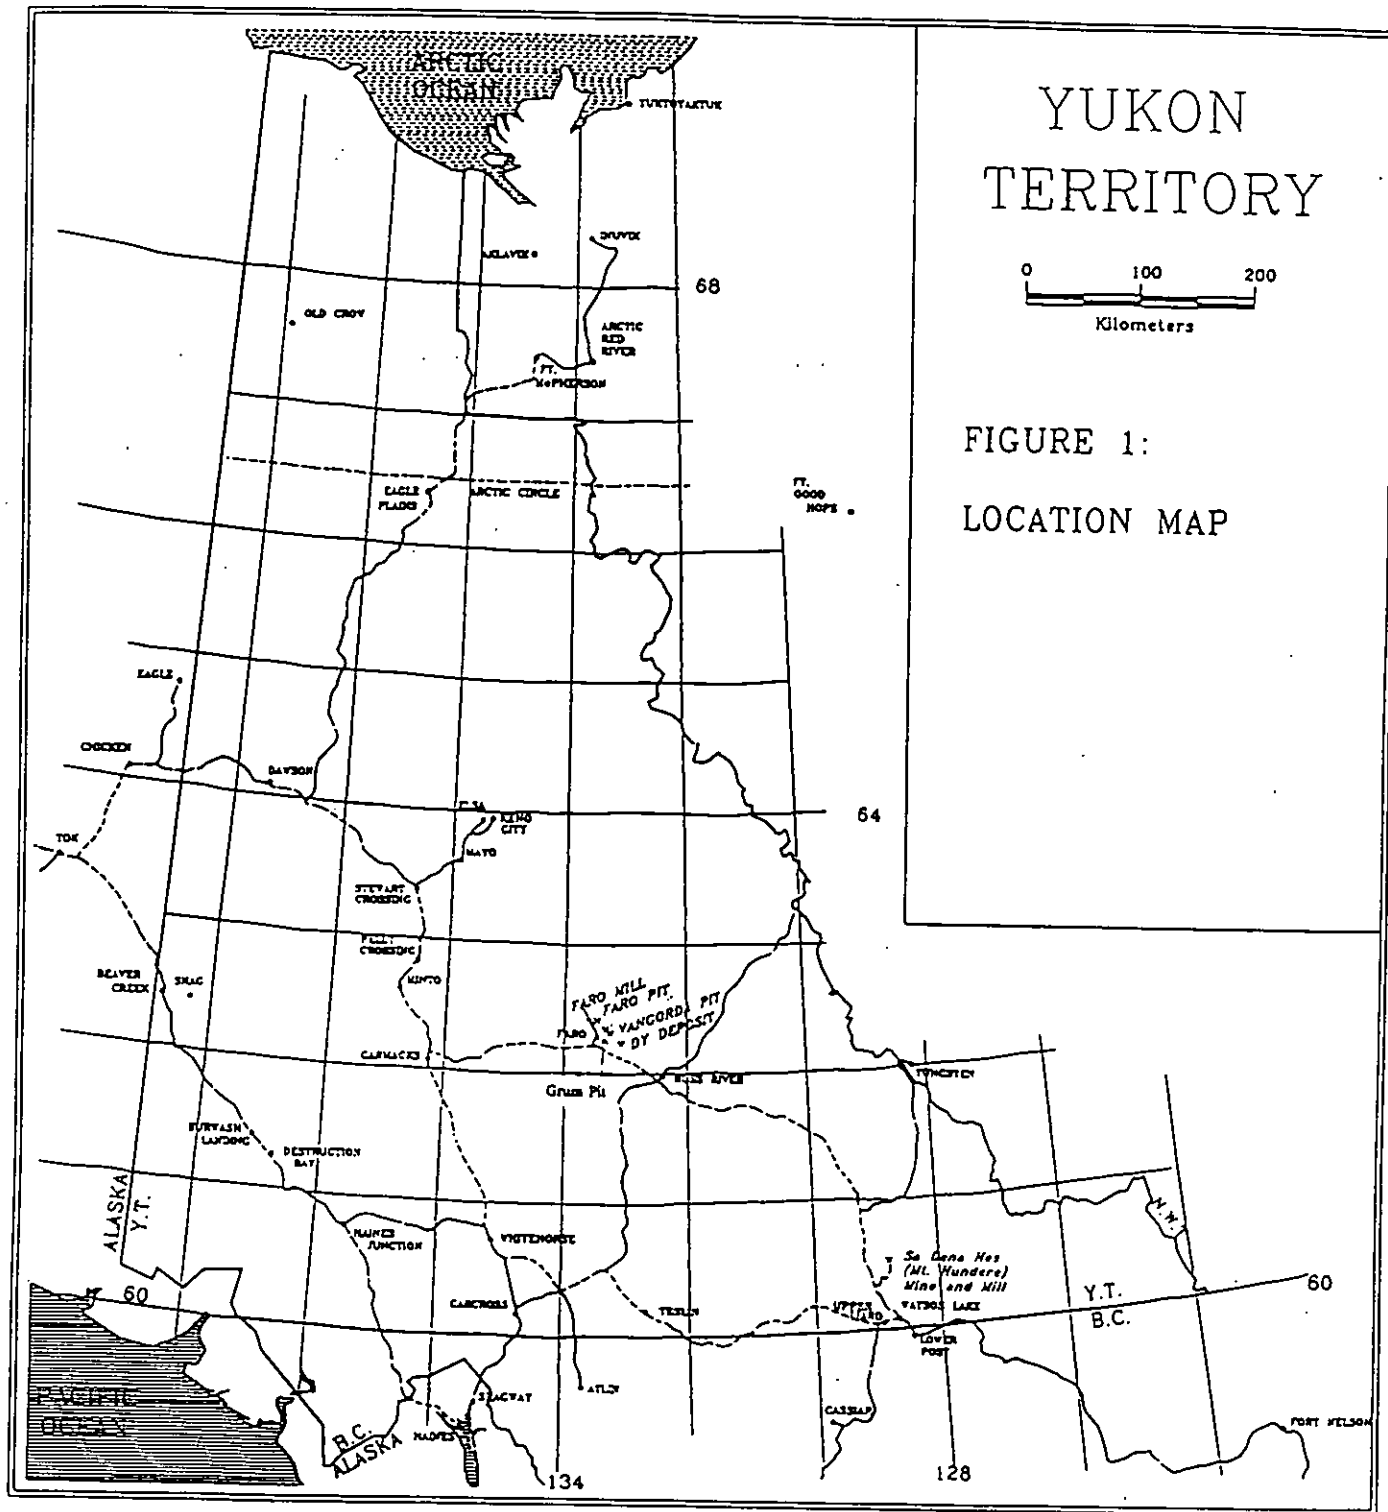 ARCTIC
OCEAN
TUKTOYAKTUK
YUKON
TERRITORY
0 100 200
Kilometers
INUVIK
AKLAVIK
68
OLD CROW
ARCTIC
RED
RIVER
FT.
McPHERSON
FIGURE 1:
LOCATION MAP
EAGLE
PLAINS
ARCTIC CIRCLE
FT.
GOOD
HOPE
EAGLE
CHICKEN
DAWSON
64
ELSA
KENO
CITY
TOK
MAYO
STEWART
CROSSING
PELLY
CROSSING
BEAVER
CREEK
SNAG
MINTO
FARO MILL
FARO PIT
VANGORDA PIT
DY DEPOSIT
FARO
CARMACKS
Grum Pit
ROSS RIVER
TUNGSTEN
BURWASH
LANDING
DESTRUCTION
BAY
ALASKA
Y.T.
HAINES
JUNCTION
WHITEHORSE
N.W.T.
Sa Dena Hes
(Mt. Hundere)
Mine and Mill
60
60
CARCROSS
TESLIN
UPPER
LIARD
WATSON LAKE
Y.T.
B.C.
LOWER
POST
PACIFIC
OCEAN
SKAGWAY
ATLIN
CASSIAR
HAINES
B.C.
ALASKA
FORT NELSON
134
128